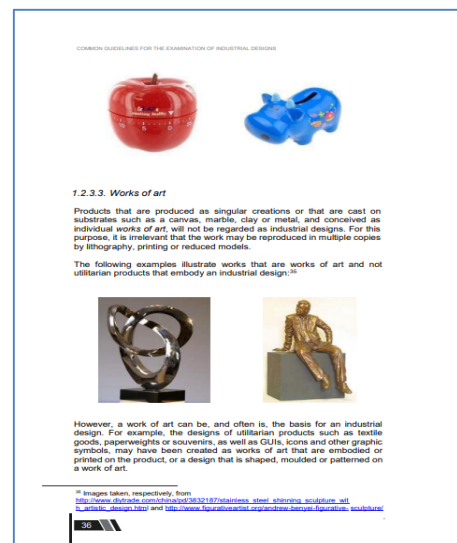 COMMON GUIDELINES FOR THE EXAMINATION OF INDUSTRIAL DESIGNS
10 5 0
1.2.3.3. Works of art
Products that are produced as singular creations or that are cast on
substrates such as a canvas, marble, clay or metal, and conceived as
individual works of art, will not be regarded as industrial designs. For this
purpose, it is irrelevant that the work may be reproduced in multiple copies
by lithography, printing or reduced models.
The following examples illustrate works that are works of art and not
utilitarian products that embody an industrial design:35
However, a work of art can be, and often is, the basis for an industrial
design. For example, the designs of utilitarian products such as textile
goods, paperweights or souvenirs, as well as GUIs, icons and other graphic
symbols, may have been created as works of art that are embodied or
printed on the product, or a design that is shaped, moulded or patterned on
a work of art.
35 Images taken, respectively, from
http://www.diytrade.com/china/pd/3832187/stainless_steel_shinning_sculpture_wit
h_artistic_design.html and http://www.figurativeartist.org/andrew-benyei-figurative- sculpture/
36